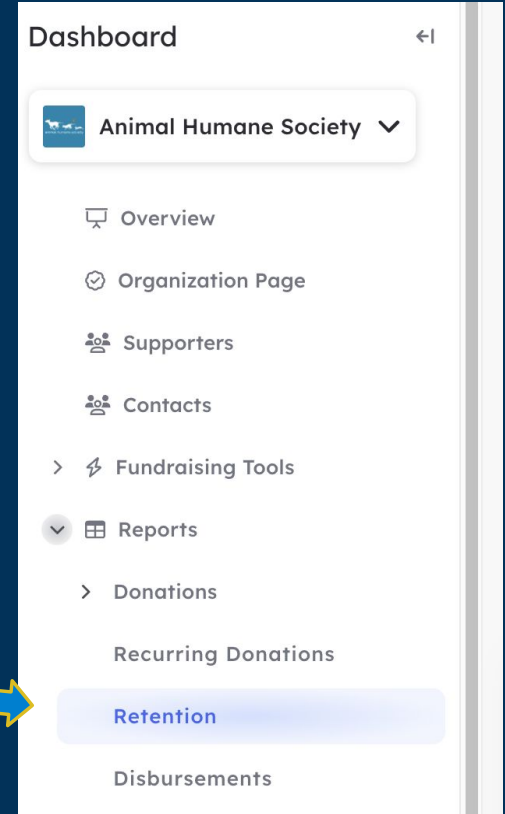 Dashboard
Animal Humane Society
Overview
Organization Page
Supporters
Contacts
Fundraising Tools
Reports
Donations
Recurring Donations
Retention
Disbursements